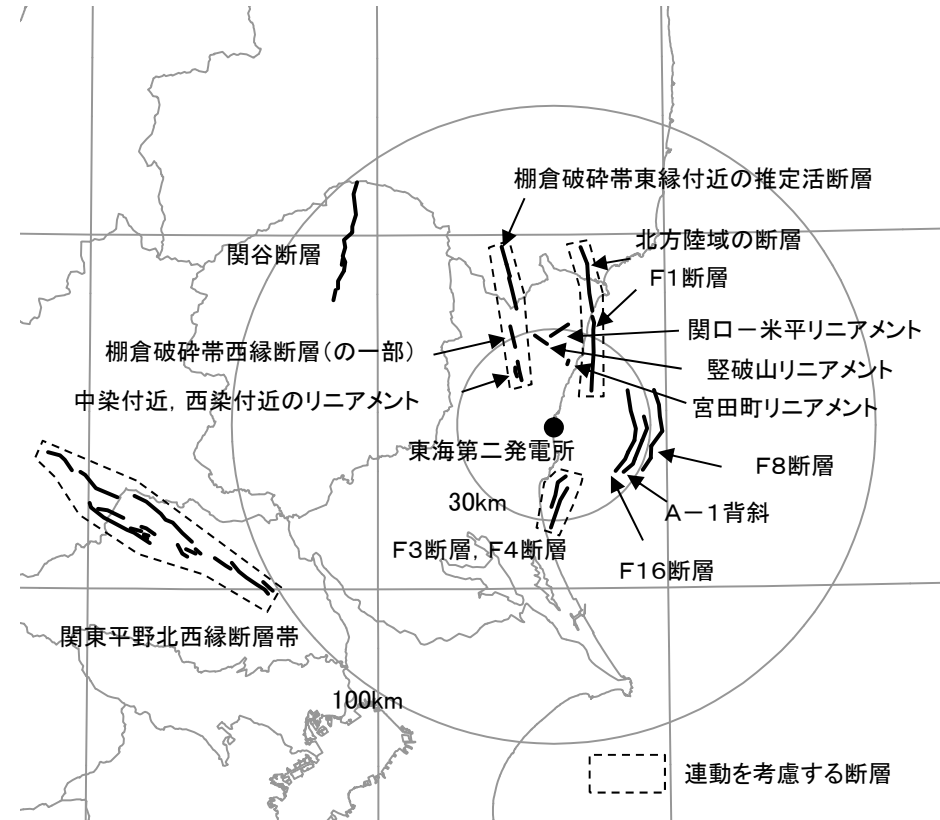 棚倉破砕帯東縁付近の推定活断層
北方陸域の断層
関谷断層
F1断層
関口－米平リニアメント
棚倉破砕帯西縁断層(の一部)
竪破山リニアメント
中染付近，西染付近のリニアメント
宮田町リニアメント
東海第二発電所
F8断層
30km
A－1背斜
F3断層，F4断層
F16断層
関東平野北西縁断層帯
100km
連動を考慮する断層